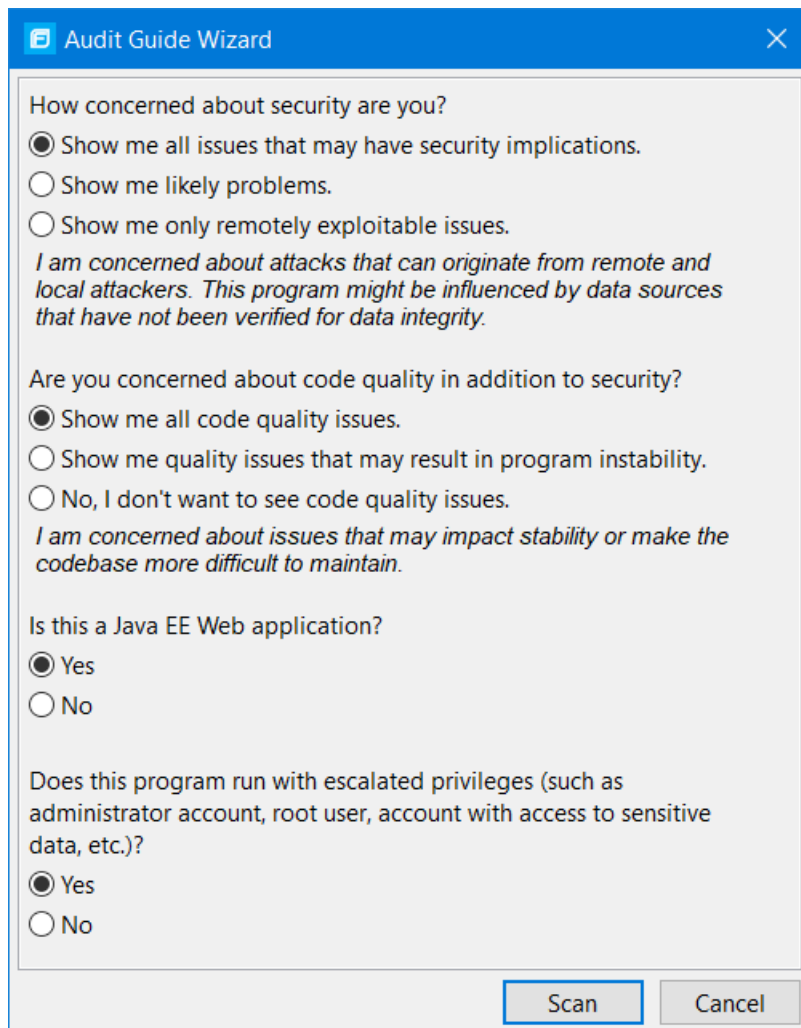 Audit Guide Wizard
How concerned about security are you?
Show me all issues that may have security implications.
Show me likely problems.
Show me only remotely exploitable issues.
I am concerned about attacks that can originate from remote and
local attackers. This program might be influenced by data sources
that have not been verified for data integrity.
Are you concerned about code quality in addition to security?
Show me all code quality issues.
Show me quality issues that may result in program instability.
No, I don't want to see code quality issues.
I am concerned about issues that may impact stability or make the
codebase more difficult to maintain.
Is this a Java EE Web application?
Yes
No
Does this program run with escalated privileges (such as
administrator account, root user, account with access to sensitive
data, etc.)?
Yes
No
Scan Cancel